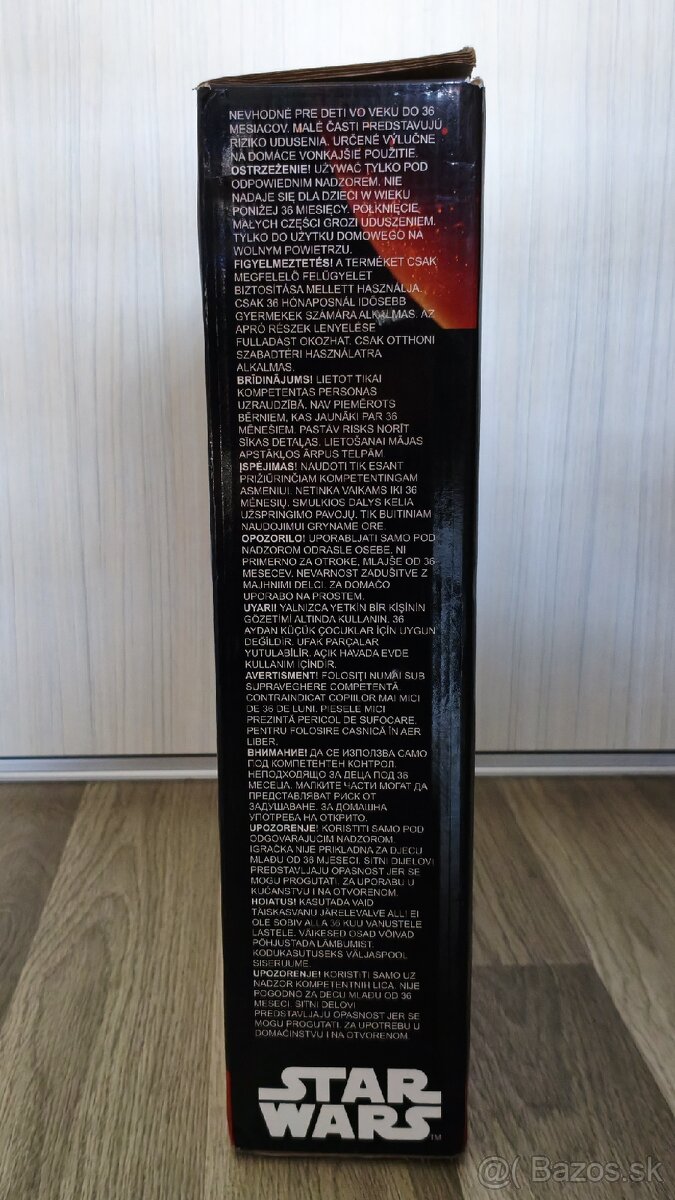 NEVHODNÉ PRE DETI VO VEKU DO 36
MESIACOV. MALÉ ČASTI PREDSTAVUJÚ
RIZIKO UDUSENIA. URČENÉ VÝLUČNE
NA DOMÁCE VONKAJŠIE POUŽITIE.
OSTRZEŻENIE! UŻYWAĆ TYLKO POD
ODPOWIEDNIM NADZOREM. NIE
NADAJE SIĘ DLA DZIECI W WIEKU
PONIŻEJ 36 MIESIĘCY. POŁKNIĘCIE
MAŁYCH CZĘŚCI GROZI UDUSZENIEM.
TYLKO DO UŻYTKU DOMOWEGO NA
WOLNYM POWIETRZU.
FIGYELMEZTETÉS! A TERMÉKET CSAK
MEGFELELŐ FELÜGYELET
BIZTOSÍTÁSA MELLETT HASZNÁLJA.
CSAK 36 HÓNAPOSNÁL IDŐSEBB
GYERMEKEK SZÁMÁRA ALKALMAS. AZ
APRÓ RÉSZEK LENYELÉSE
FULLADÁST OKOZHAT. CSAK OTTHONI
SZABADTÉRI HASZNÁLATRA
ALKALMAS.
BRĪDINĀJUMS! LIETOT TIKAI
KOMPETENTAS PERSONAS
UZRAUDZĪBĀ. NAV PIEMĒROTS
BĒRNIEM, KAS JAUNĀKI PAR 36
MĒNEŠIEM. PASTĀV RISKS NORĪT
SĪKAS DETAĻAS. LIETOŠANAI MĀJAS
APSTĀKĻOS ĀRPUS TELPĀM
ĮSPĖJIMAS! NAUDOTI TIK ESANT
PRIŽIŪRINČIAM KOMPETENTINGAM
ASMENIUI. NETINKA VAIKAMS IKI 36
MĖNESIŲ. SMULKIOS DALYS KELIA
UŽSPRINGIMO PAVOJŲ. TIK BUITINIAM
NAUDOJIMUI GRYNAME ORE.
OPOZORILO! UPORABLJATI SAMO POD
NADZOROM ODRASLE OSEBE. NI
PRIMERNO ZA OTROKE, MLAJŠE OD 36
MESECEV. NEVARNOST ZADUŠITVE Z
MAJHNIMI DELCI. ZA DOMAČO
UPORABO NA PROSTEM.
UYARI! YALNIZCA YETKİN BİR KİŞİNİN
GÖZETİMİ ALTINDA KULLANIN. 36
AYDAN KÜÇÜK ÇOCUKLAR İÇİN UYGUN
DEĞİLDİR. UFAK PARÇALAR
YUTULABİLİR. AÇIK HAVADA EVDE
KULLANIM İÇİNDİR.
AVERTISMENT! FOLOSIŢI NUMAI SUB
SUPRAVECHERE COMPETENTĂ.
CONTRAINDICAT COPIILOR MAI MICI
DE 36 DE LUNI. PIESELE MICI
PREZINTĂ PERICOL DE SUFOCARE.
PENTRU FOLOSIRE CASNICĂ ÎN AER
LIBER.
ВНИМАНИЕ! ДА СЕ ИЗПОЛЗВА САМО
ПОД КОМПЕТЕНТЕН КОНТРОЛ.
НЕПОДХОДЯЩО ЗА ДЕЦА ПОД 36
МЕСЕЦА. МАЛКИТЕ ЧАСТИ МОГАТ ДА
ПРЕДСТАВЛЯВАТ РИСК ОТ
ЗАДУШАВАНЕ. ЗА ДОМАШНА
УПОТРЕБА НА ОТКРИТО.
UPOZORENJE! KORISTITI SAMO POD
ODGOVARAJUĆIM NADZOROM.
IGRAČKA NIJE PRIKLADNA ZA DJECU
MLAĐU OD 36 MJESECI. SITNI DIJELOVI
PREDSTAVLJAJU OPASNOST JER SE
MOGU PROGUTATI. ZA UPORABU U
KUĆANSTVU I NA OTVORENOM.
HOIATUS! KASUTADA VAID
TÄISKASVANU JÄRELEVALVE ALL! EI
OLE SOBIV ALLA 36 KUU VANUSTELE
LASTELE. VÄIKESED OSAD VÕIVAD
PÕHJUSTADA LÄMBUMIST.
KODUKASUTUSEKS VÄLJASPOOL
SISERUUME.
UPOZORENJE! KORISTITI SAMO UZ
NADZOR KOMPETENTNIH LICA. NIJE
POGODNO ZA DECU MLAĐU OD 36
MESECI. SITNI DELOVI
PREDSTAVLJAJU OPASNOST JER SE
MOGU PROGUTATI. ZA UPOTREBU U
DOMAĆINSTVU I NA OTVORENOM.
STAR
WARS
TM
@( Bazos.sk